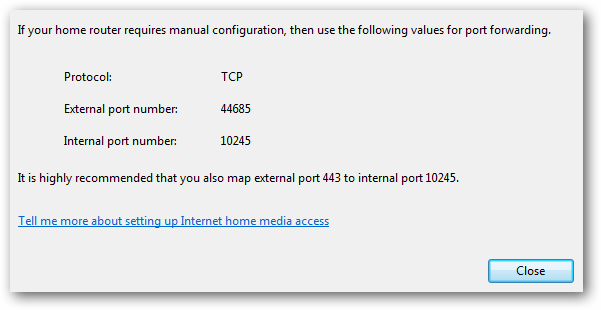 If your home router requires manual configuration, then use the following values for port forwarding.
Protocol: TCP
External port number: 44685
Internal port number: 10245
It is highly recommended that you also map external port 443 to internal port 10245.
Tell me more about setting up Internet home media access
Close